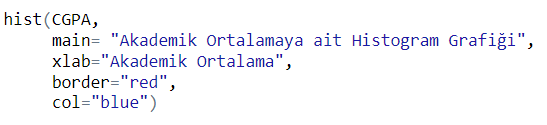 hist(CGPA,
main= "Akademik Ortalamaya ait Histogram Grafiği",
xlab="Akademik Ortalama",
border="red",
col="blue")